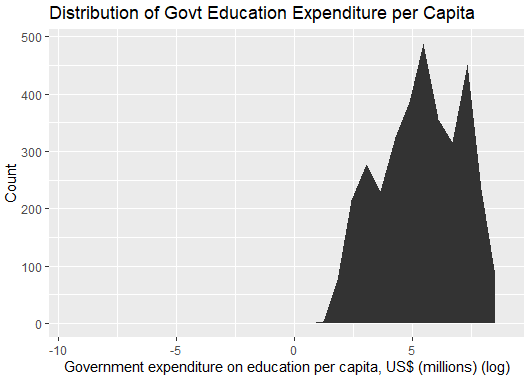 Distribution of Govt Education Expenditure per Capita
500
400
300
200
100
0
Count
-10 -5 0 5
Government expenditure on education per capita, US$ (millions) (log)